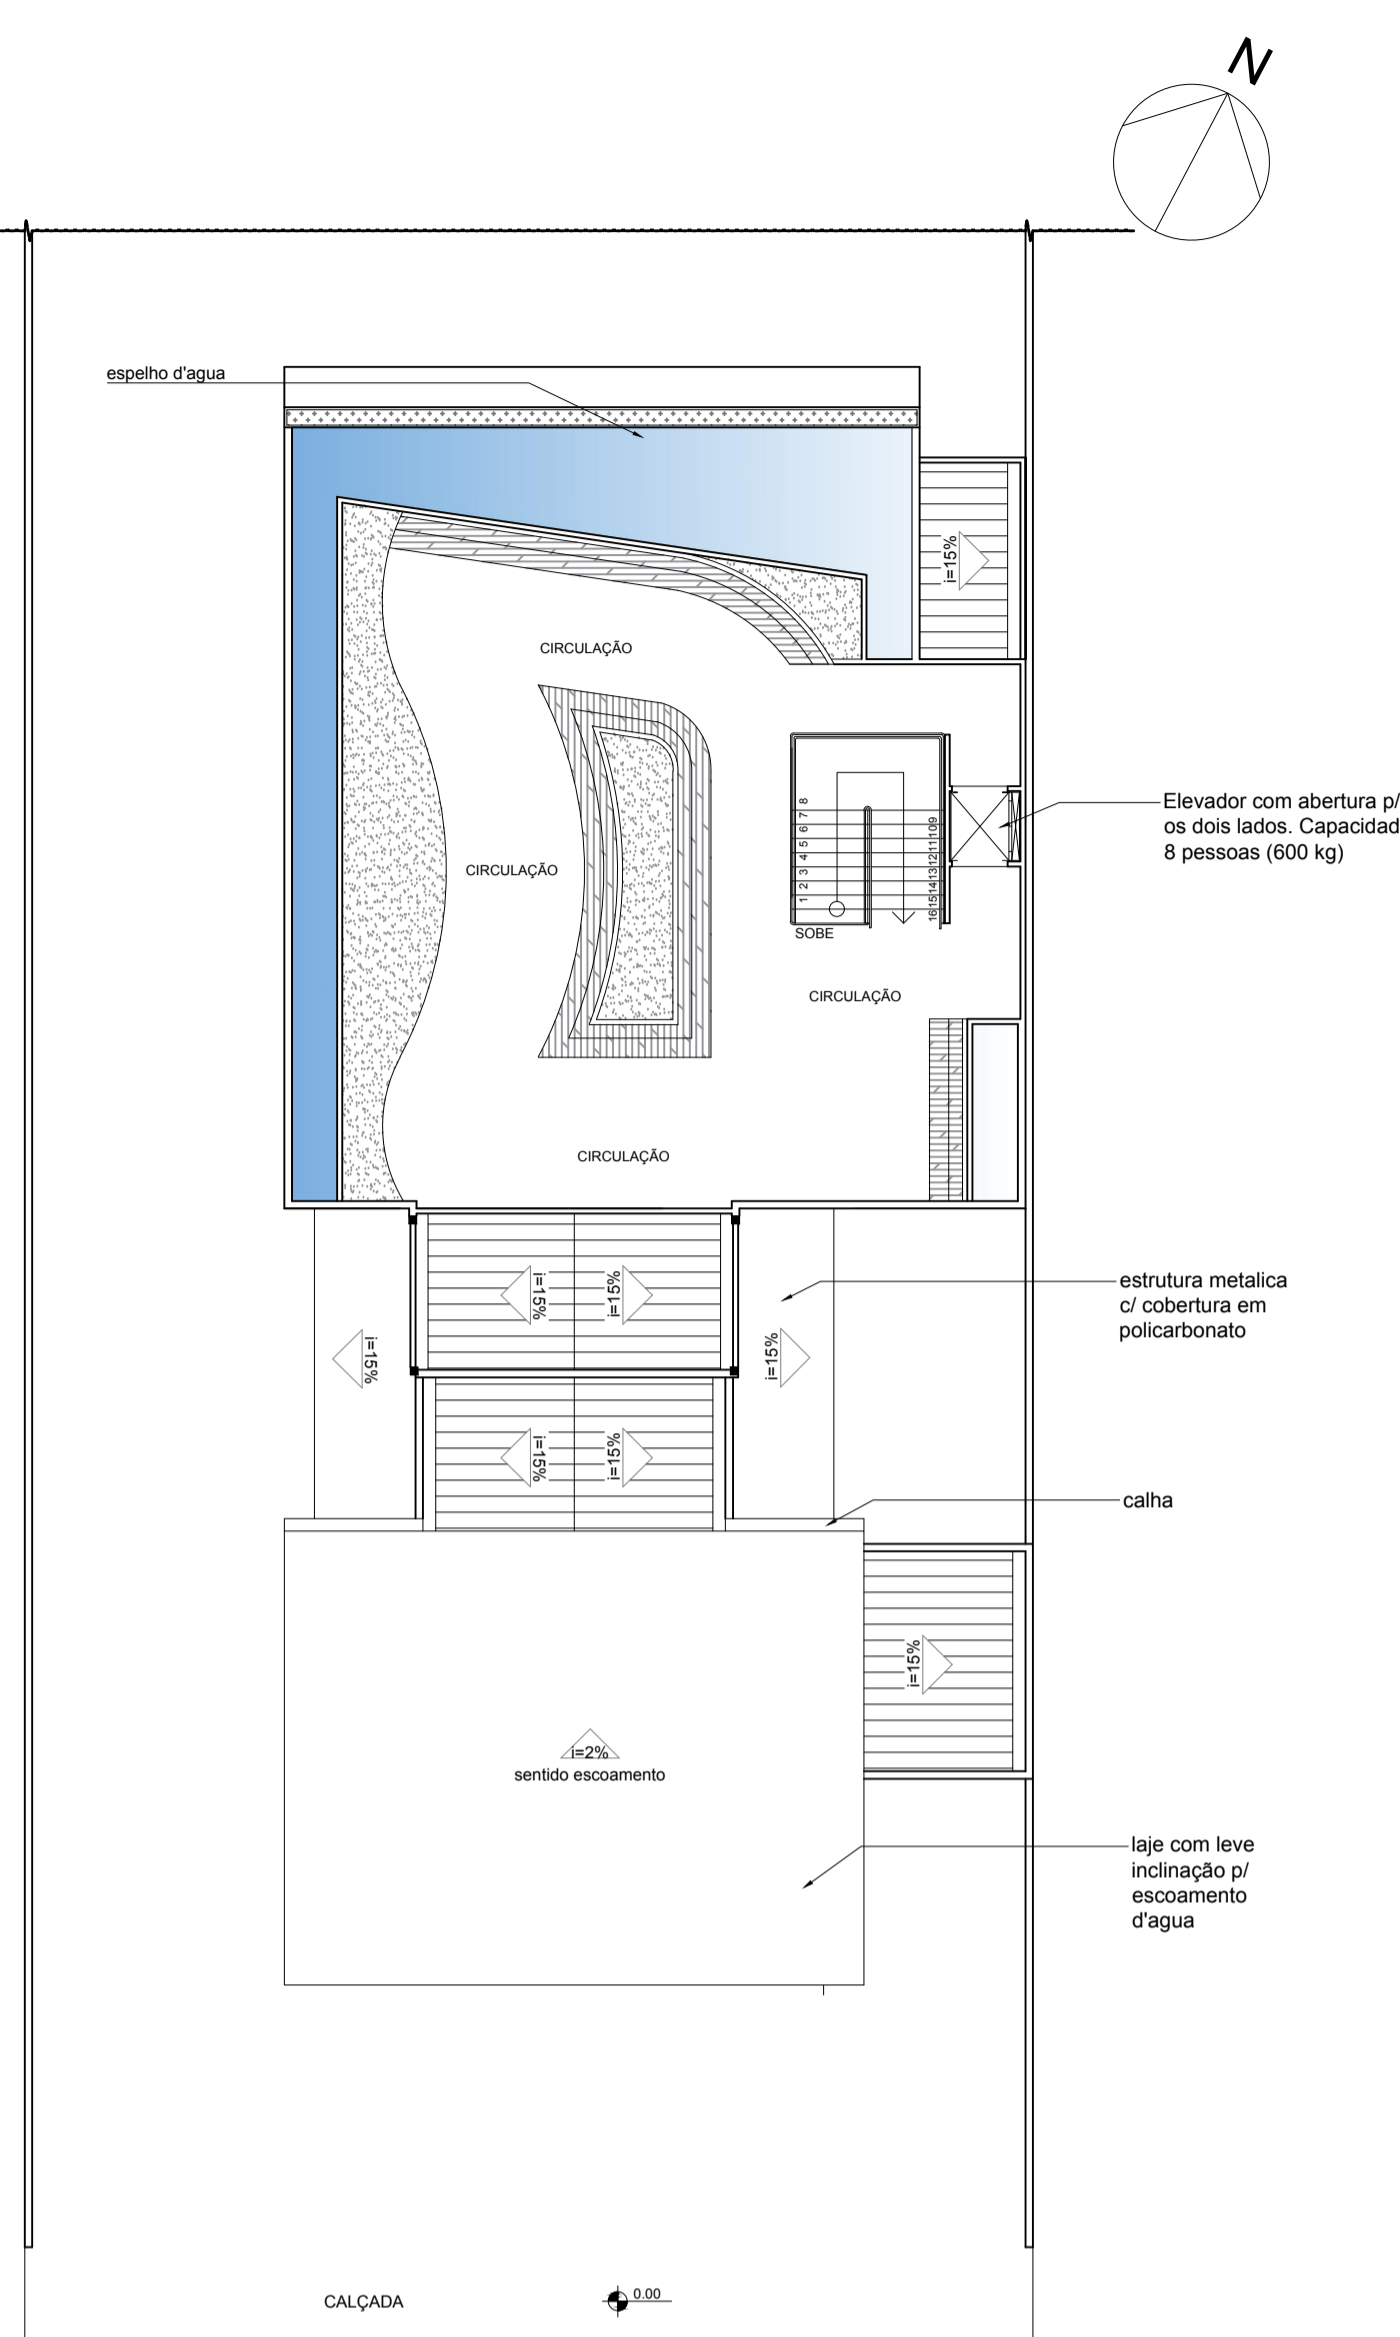 N
espelho d'agua
i=15%
CIRCULAÇÃO
Elevador com abertura p/
os dois lados. Capacidad
8 pessoas (600 kg)
1 2 3 4 5 6 7 8
16 15 14 13 12 11 10 9
CIRCULAÇÃO
SOBE
CIRCULAÇÃO
CIRCULAÇÃO
i=15%
i=15%
estrutura metalica
c/ cobertura em
policarbonato
i=15%
i=15%
i=15%
i=15%
calha
i=15%
i=2%
sentido escoamento
laje com leve
inclinação p/
escoamento
d'agua
CALÇADA
0.00